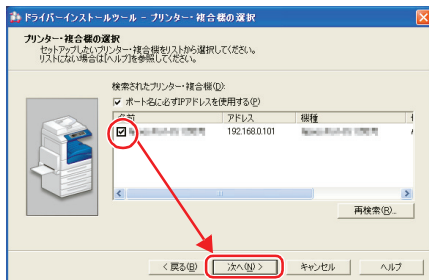 ドライバーインストールツール - プリンター・複合機の選択
プリンター・複合機の選択
セットアップしたいプリンター・複合機をリストから選択してください。
リストにない場合は[ヘルプ]を参照してください。
検索されたプリンター・複合機(D):
ポート名に必ずIPアドレスを使用する(P)
名前 IPアドレス 機種
192.168.0.101
再検索(R)...
< 戻る(B) 次へ(N) > キャンセル ヘルプ